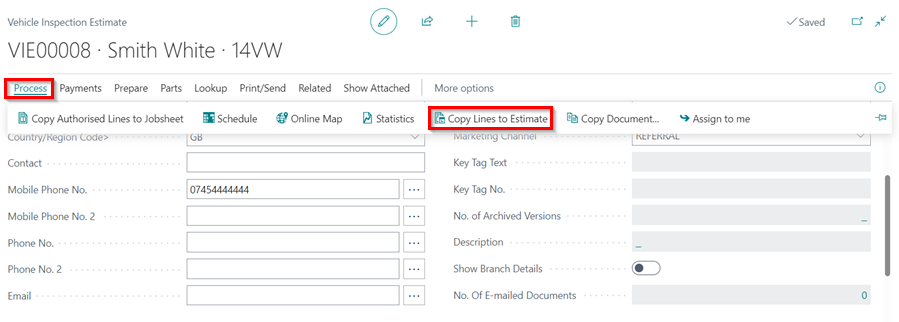 Vehicle Inspection Estimate
Saved
VIE00008 · Smith White · 14VW
Process Payments Prepare Parts Lookup Print/Send Related Show Attached More options
Copy Authorised Lines to Jobsheet Schedule Online Map Statistics Copy Lines to Estimate Copy Document... Assign to me
Country/Region Code> GB Marketing Channel REFERRAL
Contact Key Tag Text
Mobile Phone No. 07454444444 Key Tag No.
Mobile Phone No. 2 No. of Archived Versions _
Phone No. Description _
Phone No. 2 Show Branch Details
Email No. Of E-mailed Documents 0